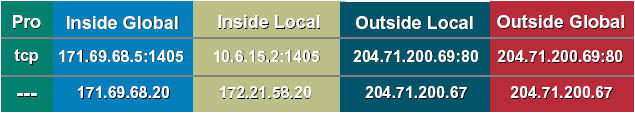 Pro Inside Global Inside Local Outside Local Outside Global
tcp 171.69.68.5:1405 10.6.15.2:1405 204.71.200.69:80 204.71.200.69:80
--- 171.69.68.20 172.21.58.20 204.71.200.67 204.71.200.67